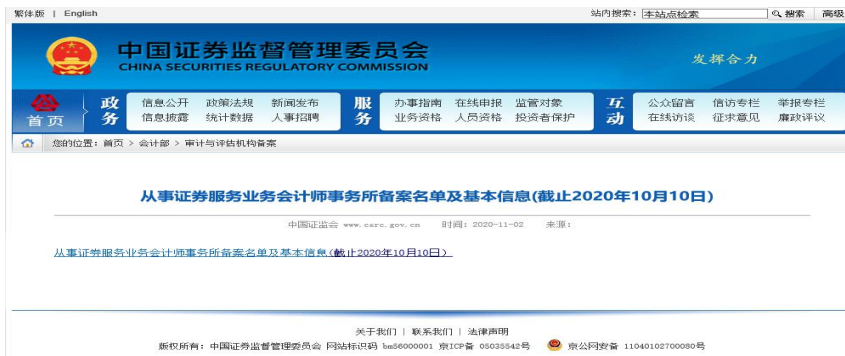 繁体版 | English 站内搜索: 本站点检索 搜索 高级
中国证券监督管理委员会
CHINA SECURITIES REGULATORY COMMISSION
发挥合力
首页 政务 信息公开 政策法规 新闻发布 服务 办事指南 在线申报 监管对象 互动 公众留言 信访专栏 举报专栏
信息披露 统计数据 人事招聘 业务资格 人员资格 投资者保护 在线访谈 征求意见 廉政评议
您的位置: 首页 > 会计部 > 审计与评估机构备案
从事证券服务业务会计师事务所备案名单及基本信息(截止2020年10月10日)
中国证监会 www.csrc.gov.cn 时间: 2020-11-02 来源:
从事证券服务业务会计师事务所备案名单及基本信息(截止2020年10月10日)
关于我们 | 联系我们 | 法律声明
版权所有: 中国证券监督管理委员会 网站标识码 bm56000001 京ICP备 05035542号 京公网安备 11040102700080号